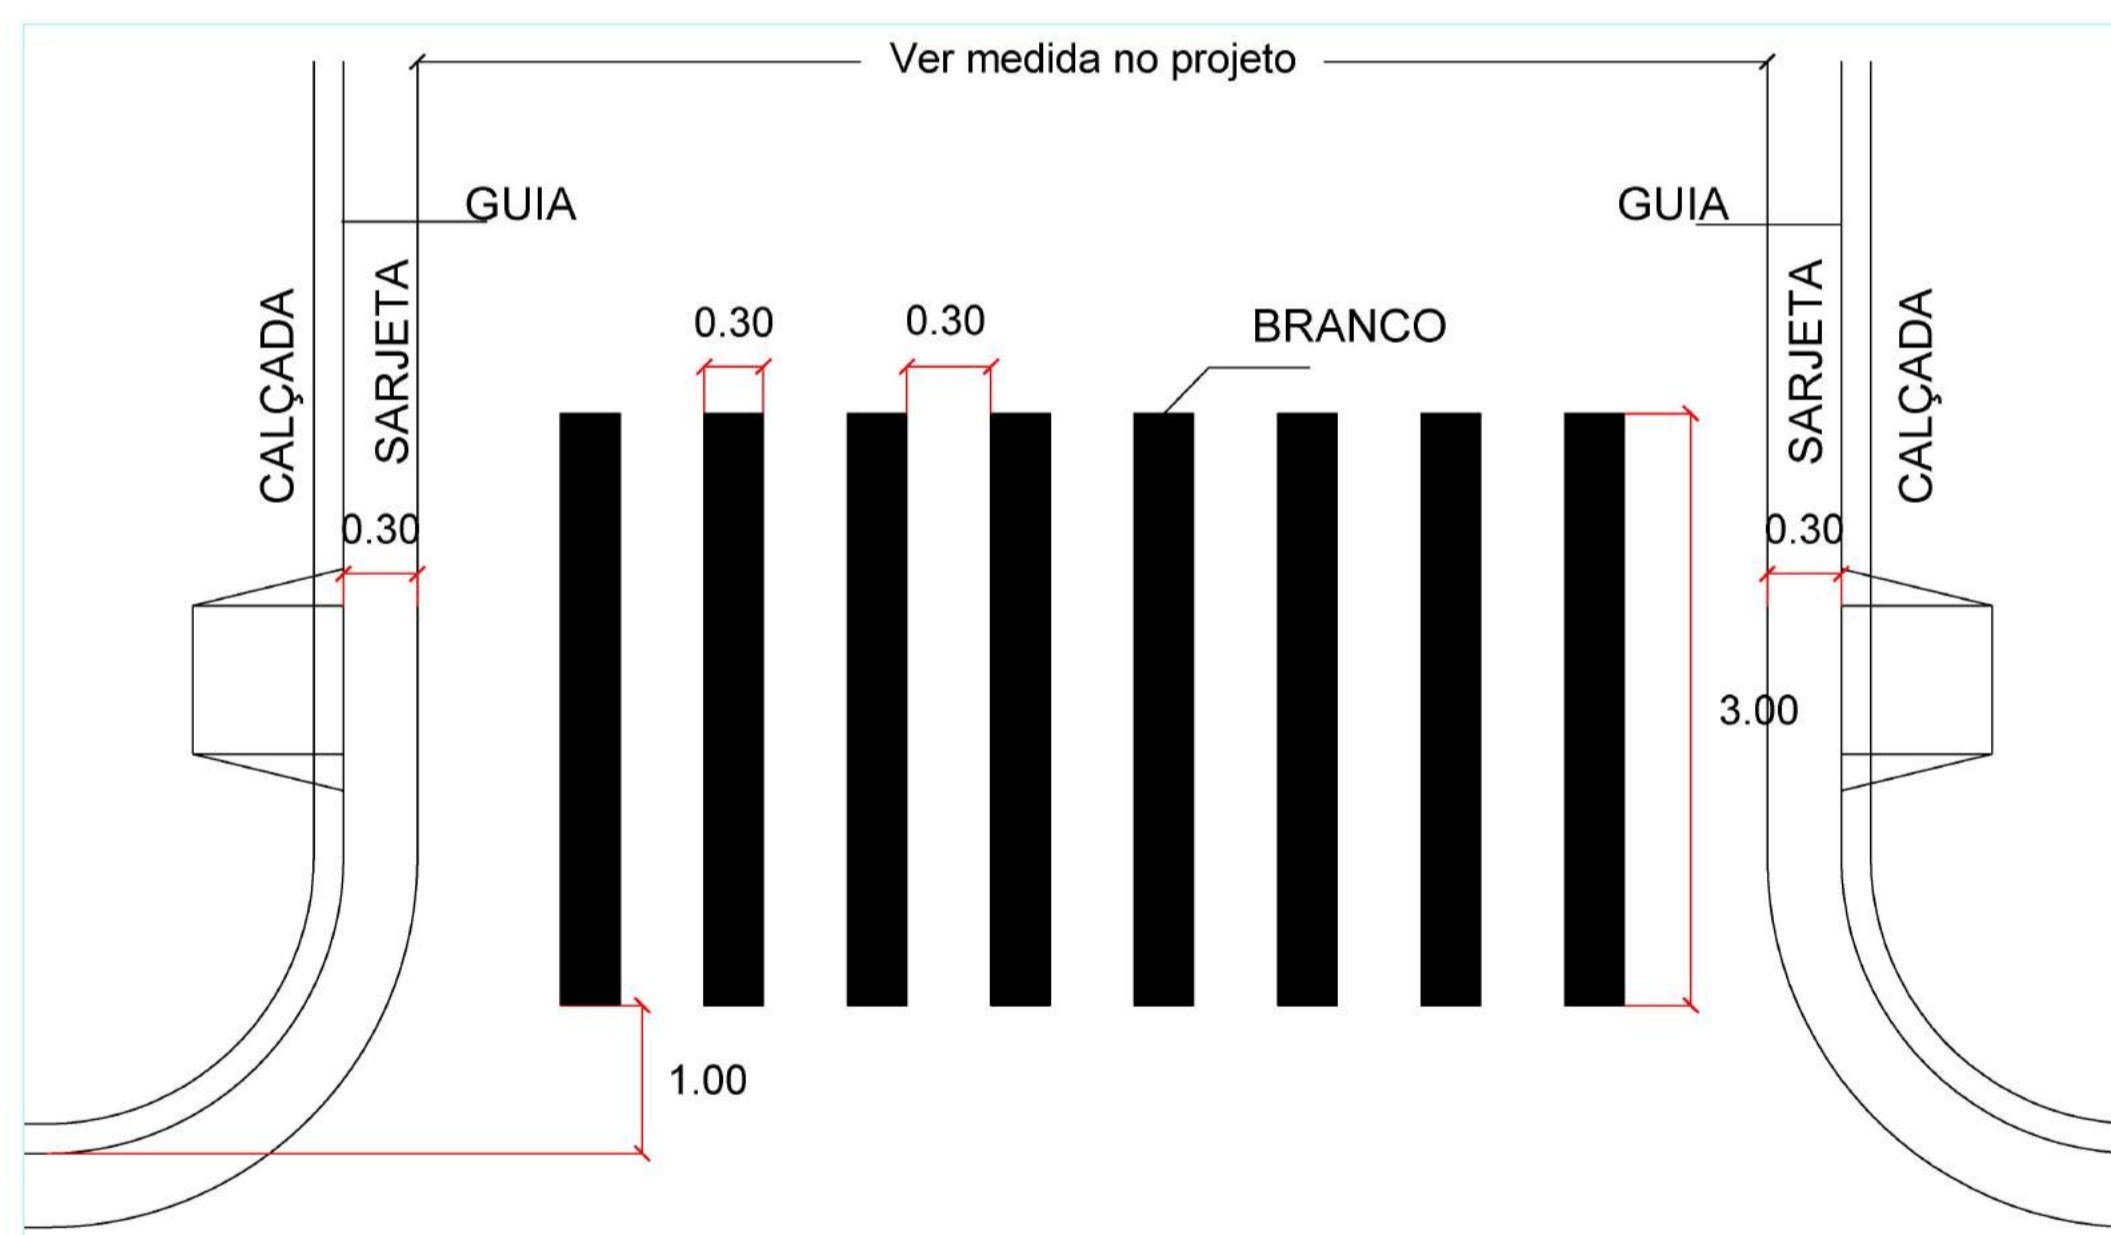 Ver medida no projeto
GUIA
GUIA
CALÇADA
SARJETA
SARJETA
CALÇADA
0.30
0.30
BRANCO
0.30
0.30
3.00
1.00